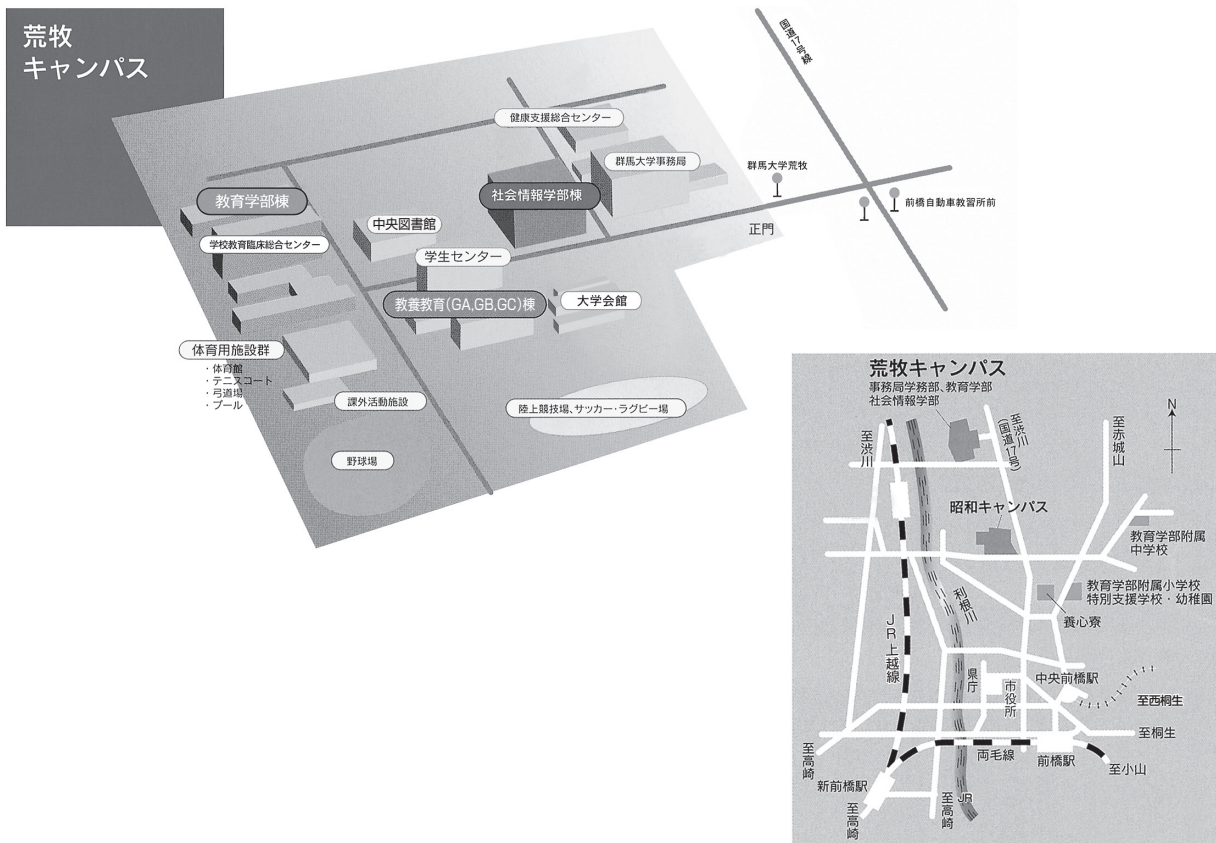 荒牧
キャンパス
国道17号線
健康支援総合センター
群馬大学事務局
群馬大学荒牧
教育学部棟
社会情報学部棟
前橋自動車教習所前
中央図書館
正門
学校教育臨床総合センター
学生センター
教養教育(GA,GB,GC)棟
大学会館
体育用施設群
・体育館
・テニスコート
・弓道場
・プール
課外活動施設
陸上競技場、サッカー・ラグビー場
野球場
荒牧キャンパス
事務局学務部、教育学部
社会情報学部
N
至渋川
至渋川
(国道17号)
至赤城山
昭和キャンパス
教育学部附属
中学校
教育学部附属小学校
特別支援学校・幼稚園
養心寮
利根川
JR上越線
県庁
市役所
中央前橋駅
至西桐生
至桐生
至高崎
両毛線
前橋駅
至小山
新前橋駅
至高崎
至高崎
JR